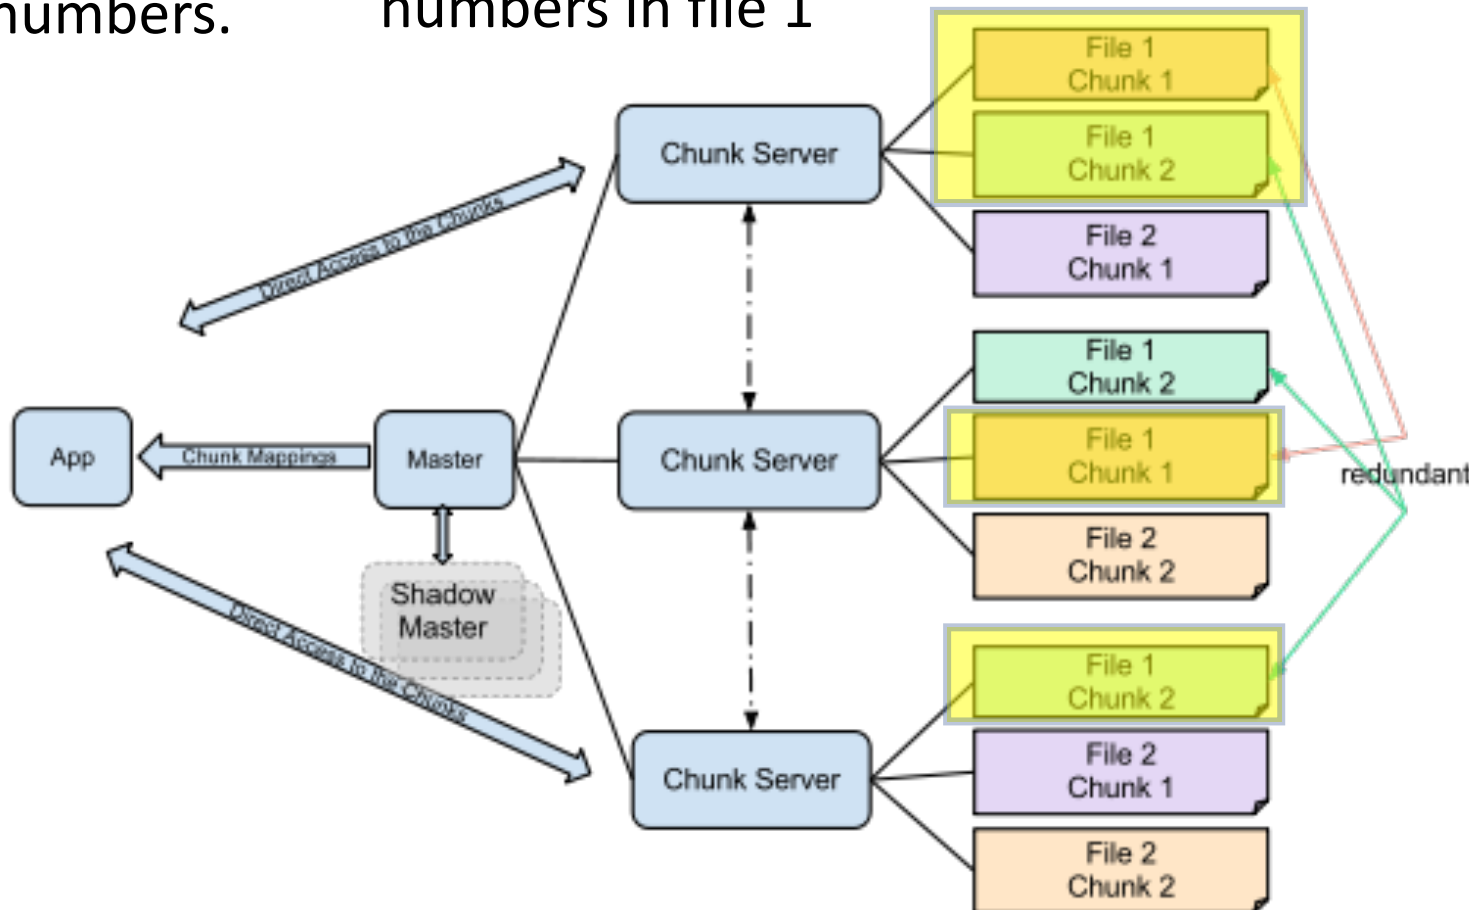 numbers.
numbers in file 1
File 1
Chunk 1
File 1
Chunk 2
File 2
Chunk 1
Chunk Server
Direct Access to the Chunks
File 1
Chunk 2
File 1
Chunk 1
File 2
Chunk 2
Chunk Server
redundant
App
Chunk Mappings
Master
Shadow
Master
Direct Access to the Chunks
File 1
Chunk 2
File 2
Chunk 1
File 2
Chunk 2
Chunk Server